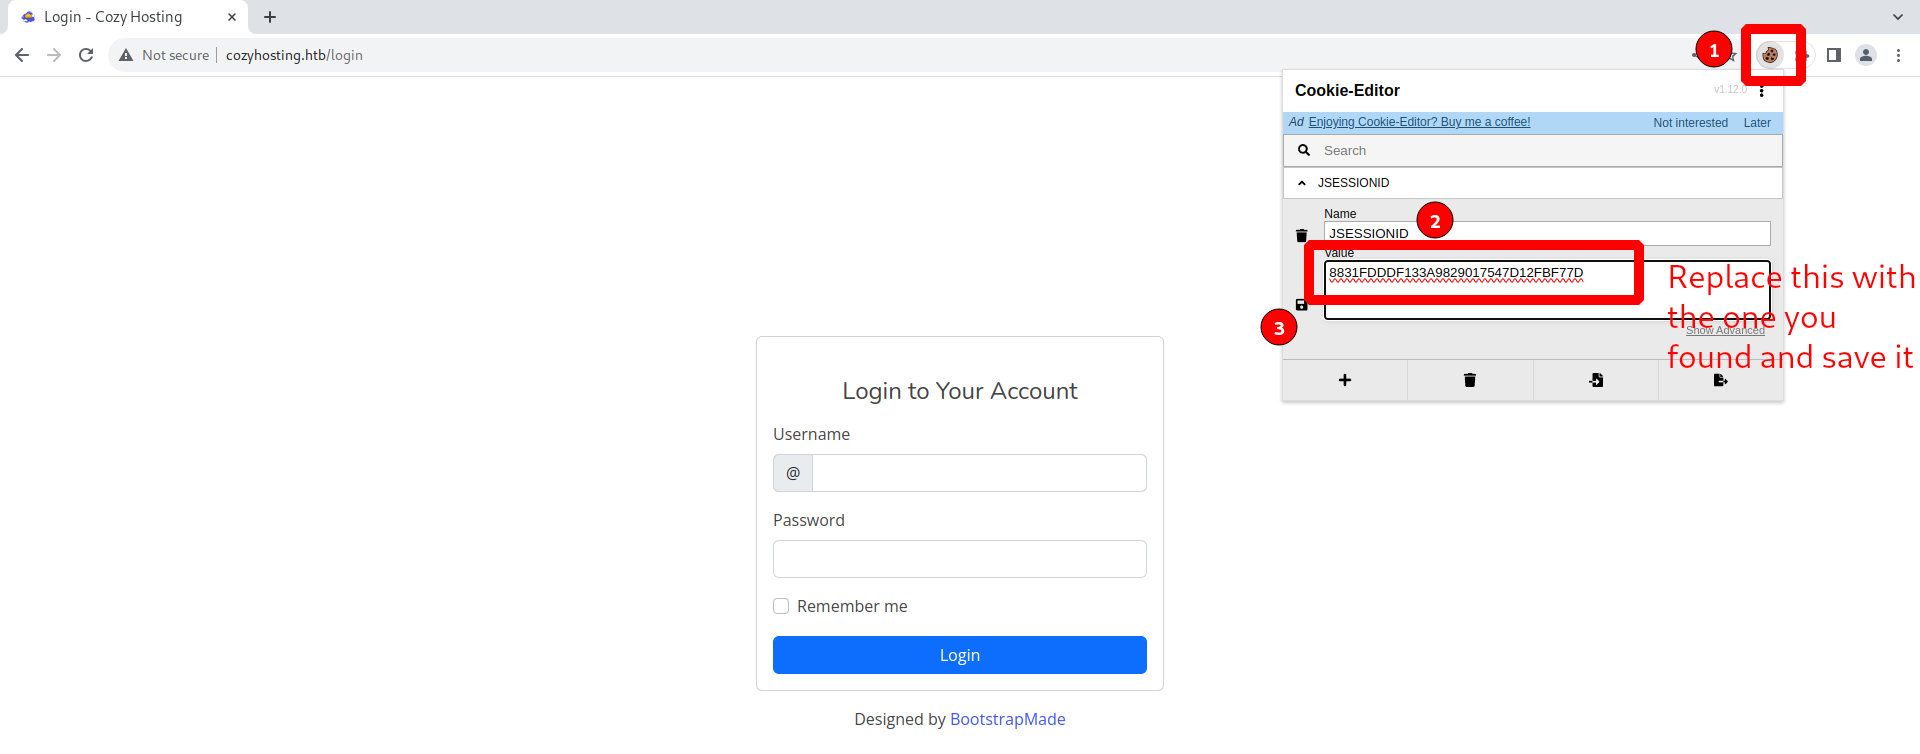 Login - Cozy Hosting
Not secure
cozyhosting.htb/login
1
Cookie-Editor
v1.12.0
Ad Enjoying Cookie-Editor? Buy me a coffee!
Not interested
Later
Search
JSESSIONID
Name
2
JSESSIONID
Value
8831FDDDF133A9829017547D12FBF77D
Replace this with
the one you
found and save it
3
Show Advanced
Login to Your Account
Username
@
Password
Remember me
Login
Designed by BootstrapMade